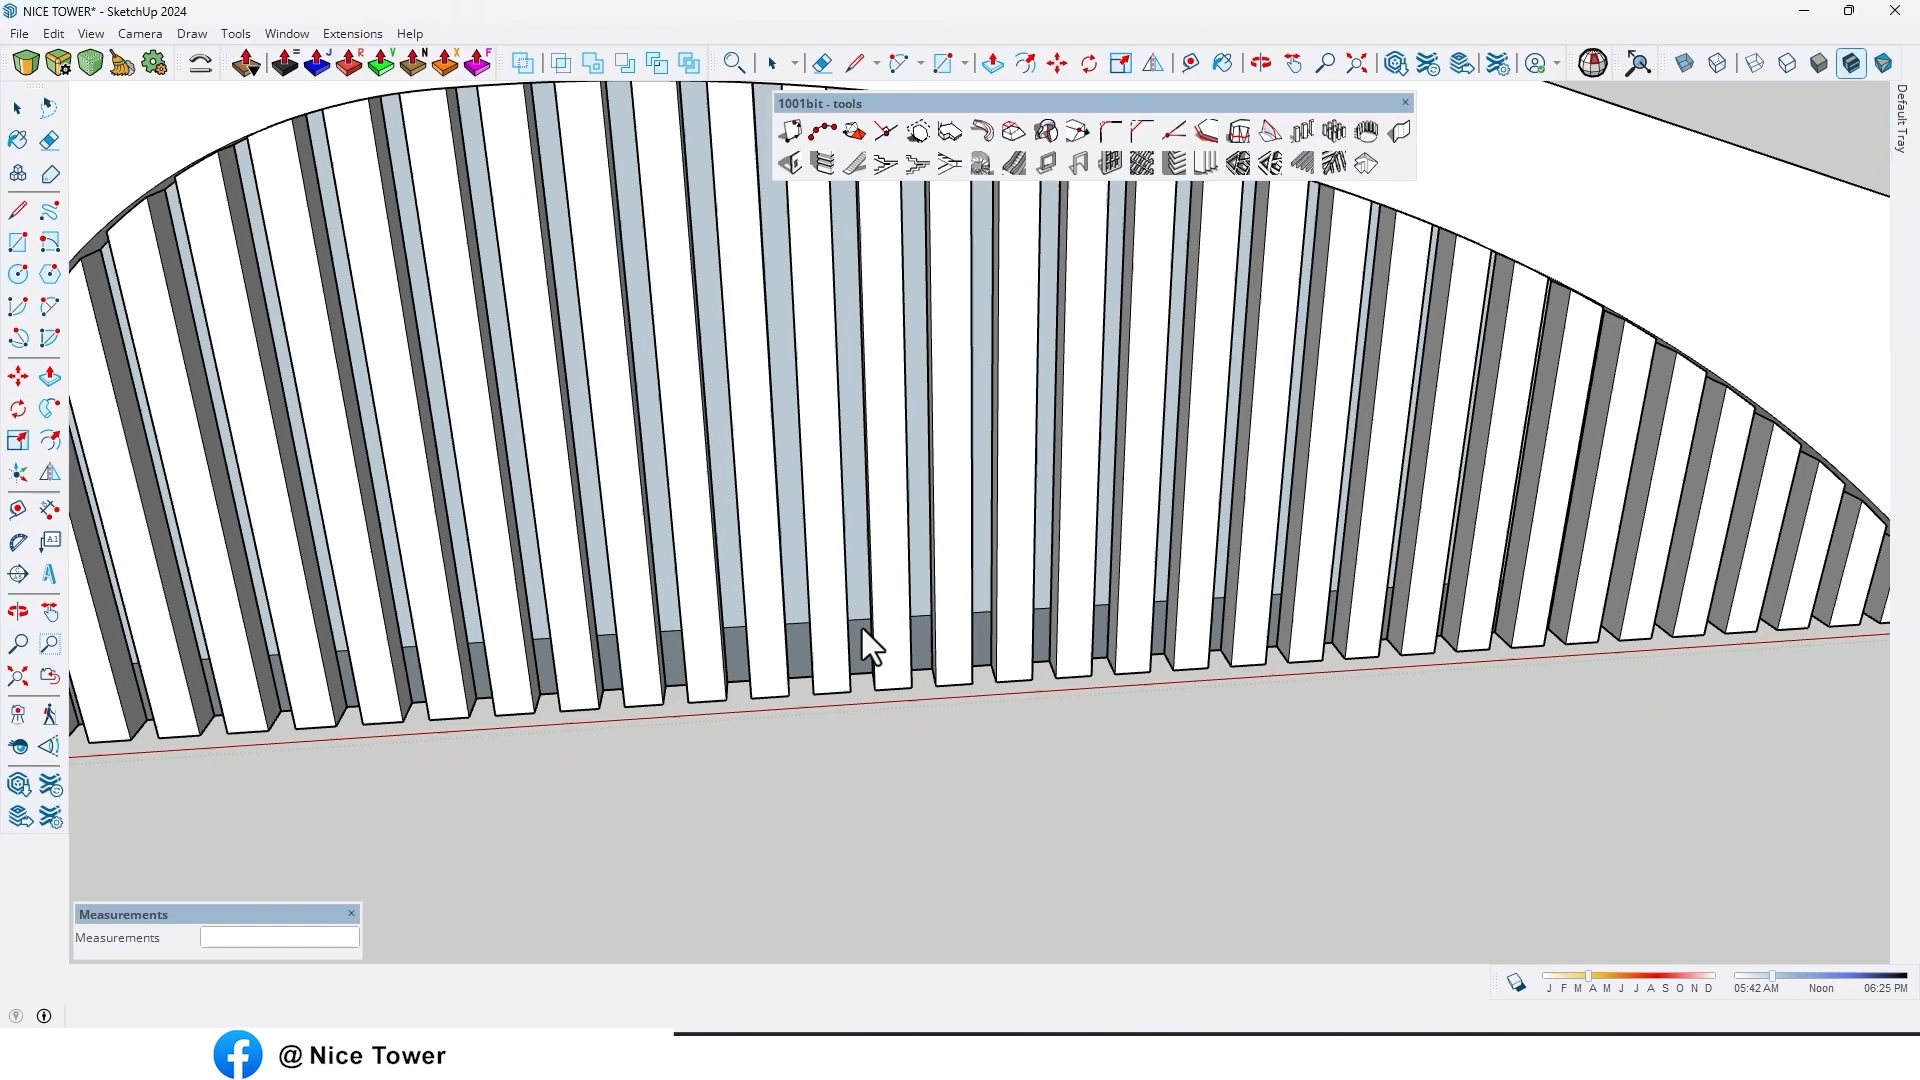 NICE TOWER* - SketchUp 2024
File Edit View Camera Draw Tools Window Extensions Help
= J R V N X F
1001bit - tools
Default Tray
A1
Measurements
Measurements
J F M A M J J A S O N D
05:42 AM Noon 06:25 PM
@ Nice Tower